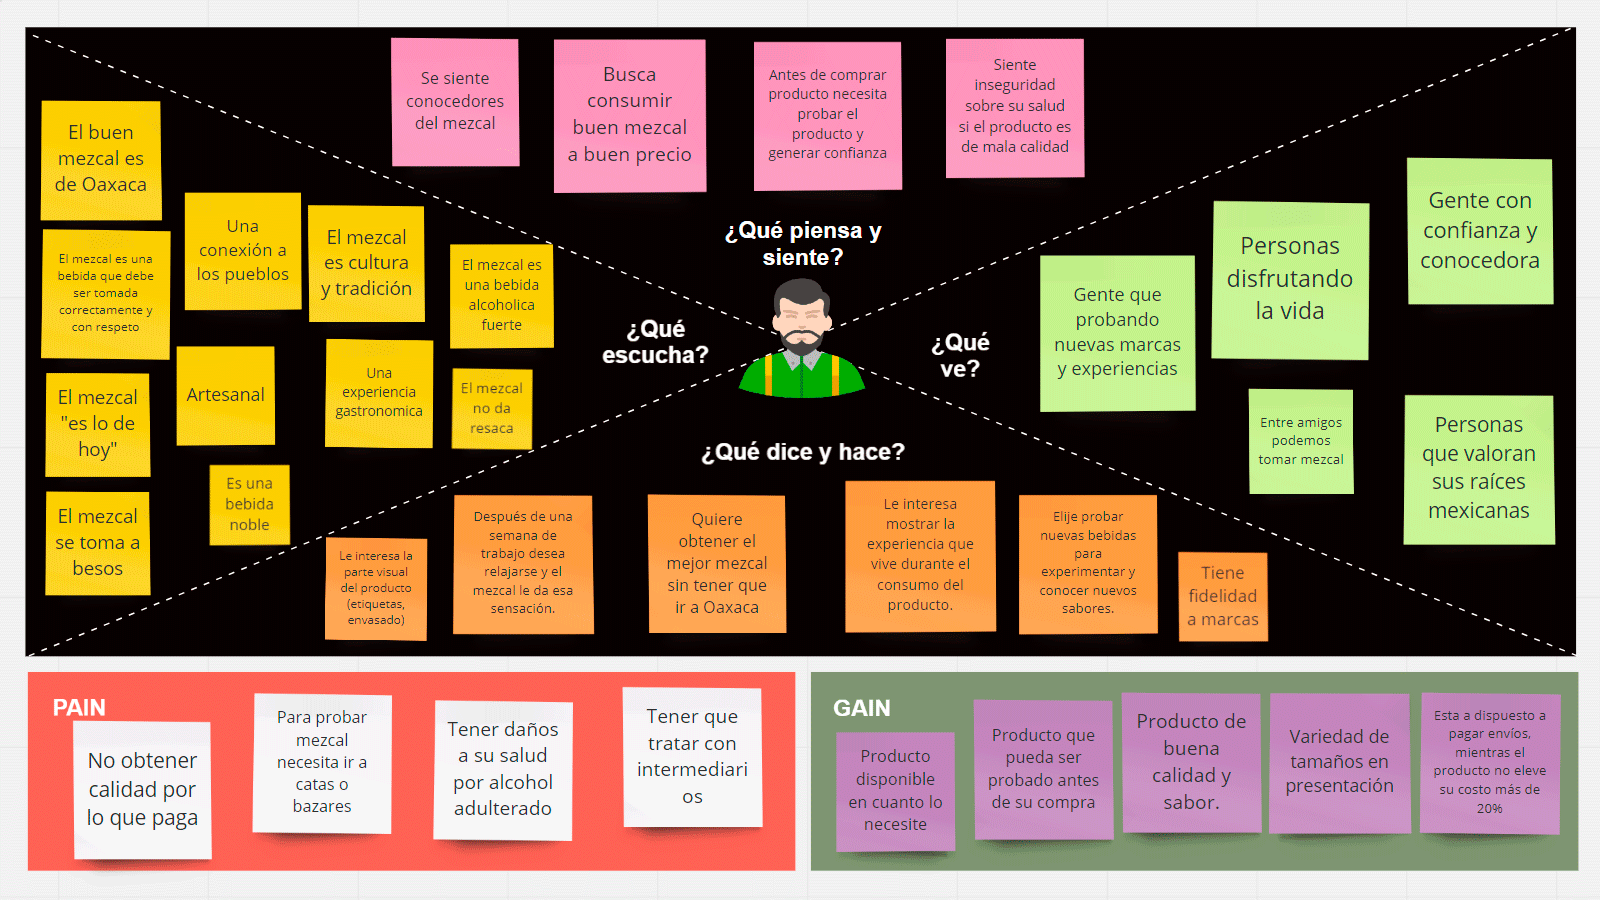 Se siente
conocedores
del mezcal
Busca
consumir
buen mezcal
a buen precio
Antes de comprar
producto necesita
probar el
producto y
generar confianza
Siente
inseguridad
sobre su salud
si el producto es
de mala calidad
¿Qué piensa y
siente?
El buen
mezcal es
de Oaxaca
Una
conexión a
los pueblos
El mezcal
es cultura
y tradición
El mezcal es
una bebida
alcoholica
fuerte
El mezcal es una
bebida que debe
ser tomada
correctamente y
con respeto
¿Qué
escucha?
El mezcal
"es lo de
hoy"
Artesanal
Una
experiencia
gastronomica
El mezcal
no da
resaca
El mezcal
se toma a
besos
Es una
bebida
noble
¿Qué
ve?
Gente que
probando
nuevas marcas
y experiencias
Personas
disfrutando
la vida
Gente con
confianza y
conocedora
Entre amigos
podemos
tomar mezcal
Personas
que valoran
sus raíces
mexicanas
¿Qué dice y hace?
Le interesa la
parte visual
del producto
(etiquetas,
envasado)
Después de una
semana de
trabajo desea
relajarse y el
mezcal le da esa
sensación.
Quiere
obtener el
mejor mezcal
sin tener que
ir a Oaxaca
Le interesa
mostrar la
experiencia que
vive durante el
consumo del
producto.
Elije probar
nuevas bebidas
para
experimentar y
conocer nuevos
sabores.
Tiene
fidelidad
a marcas
PAIN
No obtener
calidad por
lo que paga
Para probar
mezcal
necesita ir a
catas o
bazares
Tener daños
a su salud
por alcohol
adulterado
Tener que
tratar con
intermediari
os
GAIN
Producto
disponible
en cuanto lo
necesite
Producto que
pueda ser
probado antes
de su compra
Producto de
buena
calidad y
sabor.
Variedad de
tamaños en
presentación
Esta a dispuesto a
pagar envíos,
mientras el
producto no eleve
su costo más de
20%